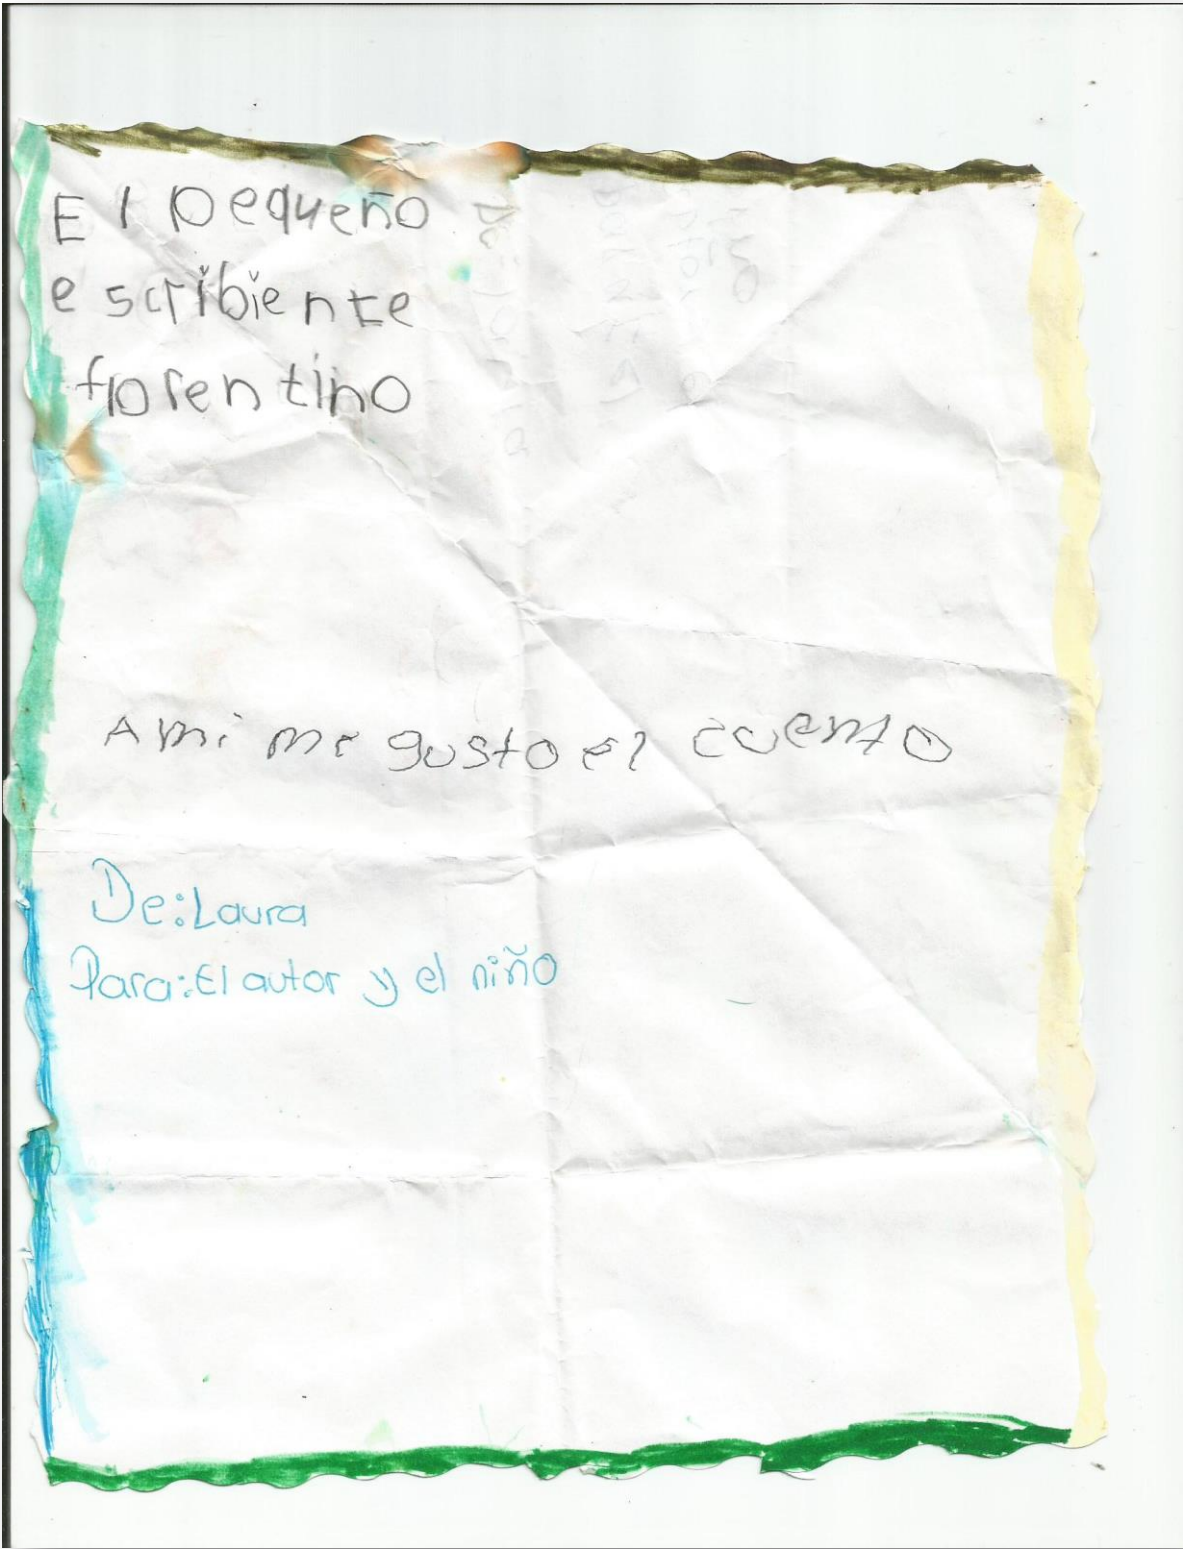 El pequeño
escribiente
florentino
A mi me gusto el cuento
De: Laura
Para: El autor y el niño